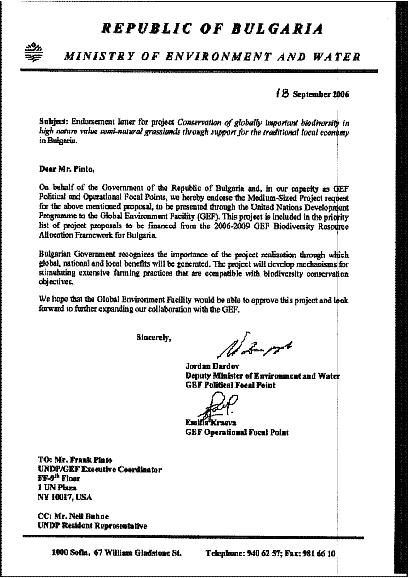 REPUBLIC OF BULGARIA
MINISTRY OF ENVIRONMENT AND WATER
18 September 2006
Subject: Endorsement letter for project Conservation of globally important biodiversity in
high nature value semi-natural grasslands through support for the traditional local economy
in Bulgaria.
Dear Mr. Pinto,
On behalf of the Government of the Republic of Bulgaria and, in our capacity as GEF
Political and Operational Focal Points, we hereby endorse the Medium-Sized Project request
for the above mentioned proposal, to be presented through the United Nations Development
Programme to the Global Environment Facility (GEF). This project is included in the priority
list of project proposals to be financed from the 2006-2009 GEF Biodiversity Resource
Allocation Framework for Bulgaria.
Bulgarian Government recognizes the importance of the project realisation through which
global, national and local benefits will be generated. The project will develop mechanisms for
stimulating extensive farming practices that are compatible with biodiversity conservation
objectives.
We hope that the Global Environment Facility would be able to approve this project and look
forward to further expanding our collaboration with the GEF.
Sincerely,
Jordan Dardov
Deputy Minister of Environment and Water
GEF Political Focal Point
Emilia Kraeva
GEF Operational Focal Point
TO: Mr. Frank Pinto
UNDP/GEF Executive Coordinator
FF-9th Floor
1 UN Plaza
NY 10017, USA
CC: Mr. Neil Buhne
UNDP Resident Representative
1000 Sofia, 67 William Gladstone St. Telephone: 940 62 57; Fax: 981 66 10